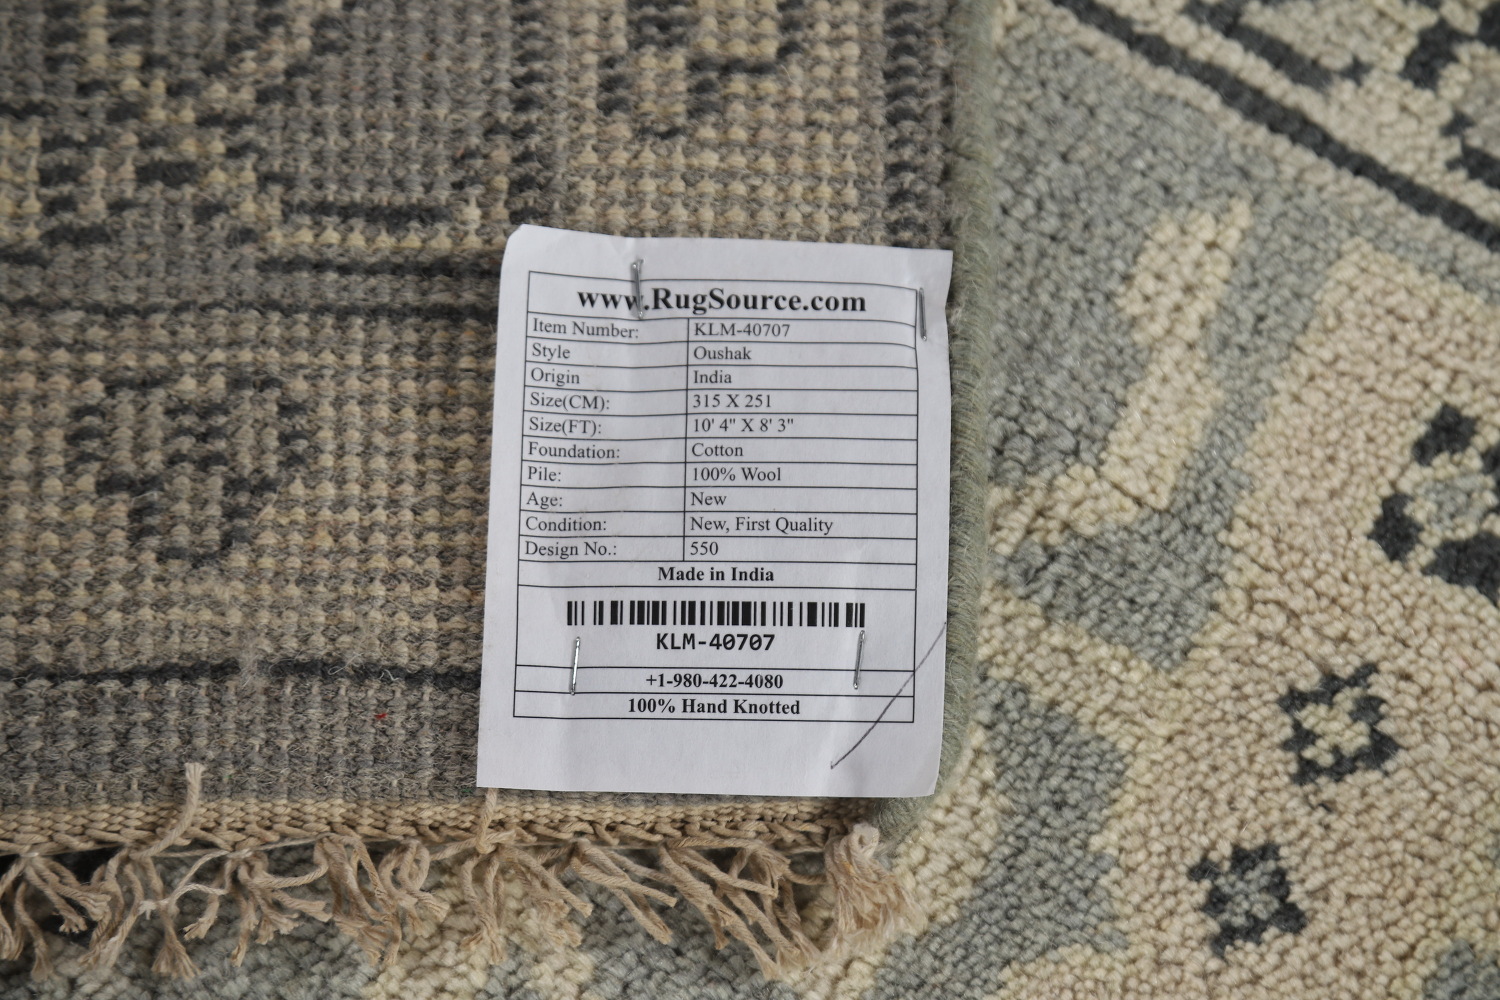 www.RugSource.com
Item Number: KLM-40707
Style Oushak
Origin India
Size(CM): 315 X 251
Size(FT): 10' 4" X 8' 3"
Foundation: Cotton
Pile: 100% Wool
Age: New
Condition: New, First Quality
Design No.: 550
Made in India
KLM-40707
+1-980-422-4080
100% Hand Knotted